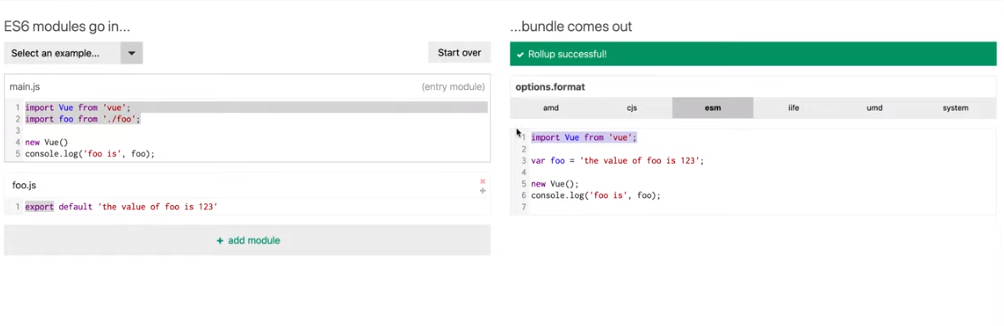 ES6 modules go in...
Select an example...
Start over
main.js
(entry module)
1 import Vue from 'vue';
2 import foo from './foo';
3
4 new Vue()
5 console.log('foo is', foo);
foo.js
×
+
1 export default 'the value of foo is 123'
+ add module
...bundle comes out
✓ Rollup successful!
options.format
amd cjs esm iife umd system
1 import Vue from 'vue';
2
3 var foo = 'the value of foo is 123';
4
5 new Vue();
6 console.log('foo is', foo);
7